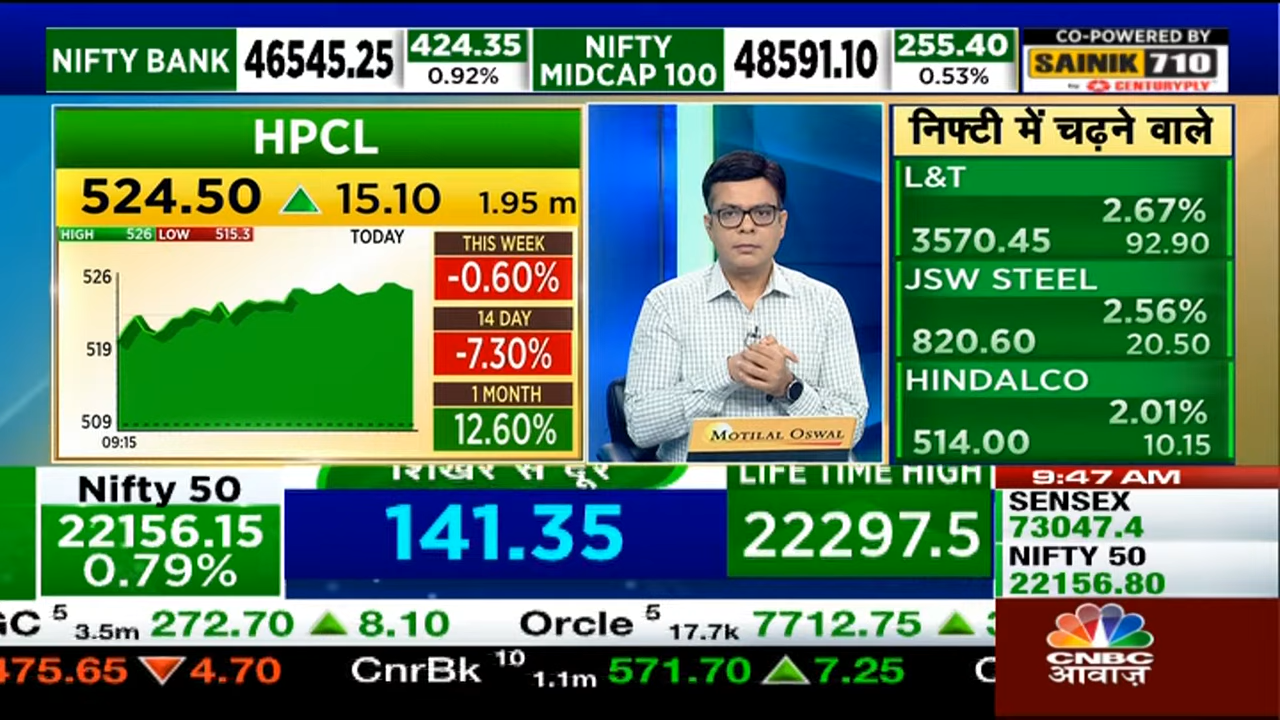 NIFTY BANK 46545.25 424.35 0.92%
NIFTY MIDCAP 100 48591.10 255.40 0.53%
CO-POWERED BY
SAINIK 710
CENTURYPLY
HPCL
524.50 ▲ 15.10 1.95 m
HIGH 526 LOW 515.3 TODAY
526
519
509
09:15
THIS WEEK
-0.60%
14 DAY
-7.30%
1 MONTH
12.60%
MOTILAL OSWAL
निफ्टी में चढ़ने वाले
L&T
2.67%
3570.45 92.90
JSW STEEL
2.56%
820.60 20.50
HINDALCO
2.01%
514.00 10.15
Nifty 50
22156.15
0.79%
शिखर से दूर
141.35
LIFE TIME HIGH
22297.5
9:47 AM
SENSEX
73047.4
NIFTY 50
22156.80
GC 5 3.5m 272.70 ▲ 8.10 Orcle 5 17.7k 7712.75 ▲
475.65 ▼ 4.70 CnrBk 10 1.1m 571.70 ▲ 7.25
CNBC
आवाज़